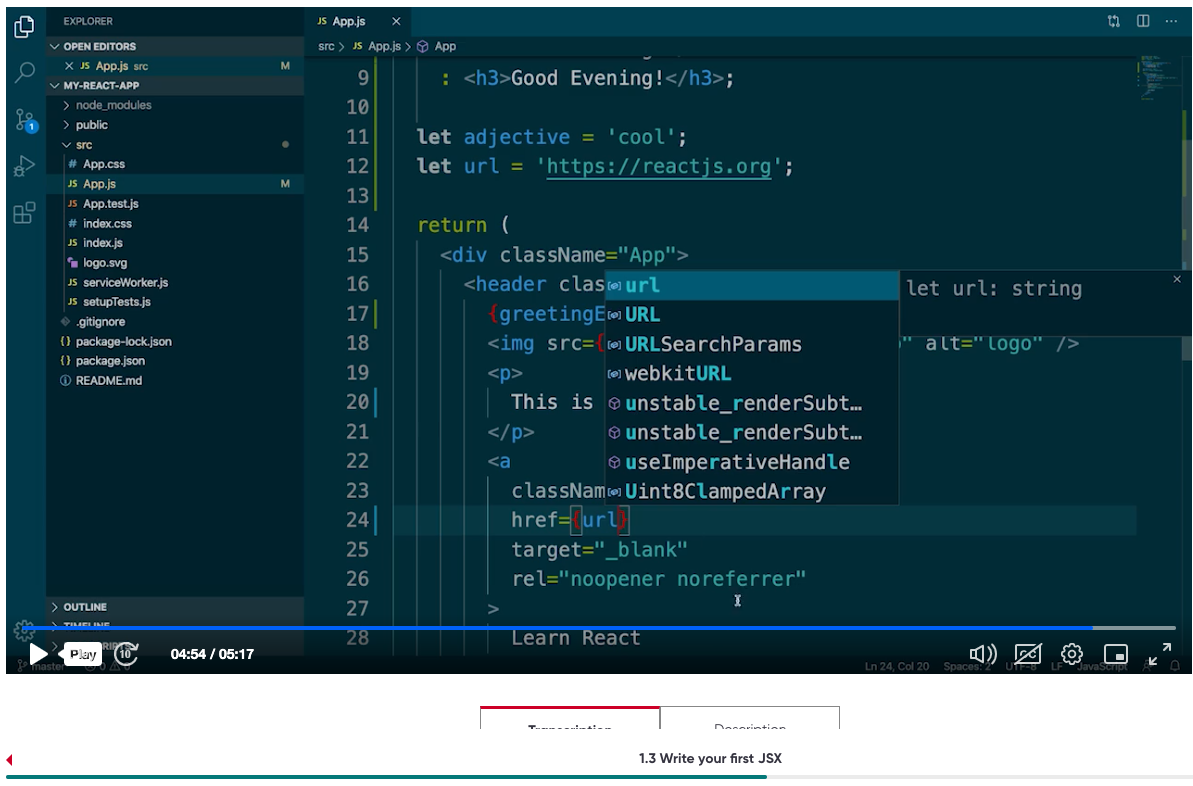 EXPLORER
OPEN EDITORS
JS App.js src M
MY-REACT-APP
node_modules
public
src
# App.css
JS App.js M
JS App.test.js
# index.css
JS index.js
logo.svg
JS serviceWorker.js
JS setupTests.js
.gitignore
{} package-lock.json
{} package.json
README.md
OUTLINE
TIMELINE
1
JS App.js
src > JS App.js > App
9 : <h3>Good Evening!</h3>;
10
11 let adjective = 'cool';
12 let url = 'https://reactjs.org';
13
14 return (
15 <div className="App">
16 <header clas
17 {greetingE
18 <img src={ " alt="logo" />
19 <p>
20 This is
21 </p>
22 <a
23 classNam
24 href={url}
25 target="_blank"
26 rel="noopener noreferrer"
27 >
28 Learn React
url
URL
URLSearchParams
webkitURL
unstable_renderSubt…
unstable_renderSubt…
useImperativeHandle
Uint8ClampedArray
let url: string
Play
10
04:54 / 05:17
CC
master
0 0
Ln 24, Col 20 Spaces: 2 UTF-8 LF JavaScript
Transcription Description
1.3 Write your first JSX